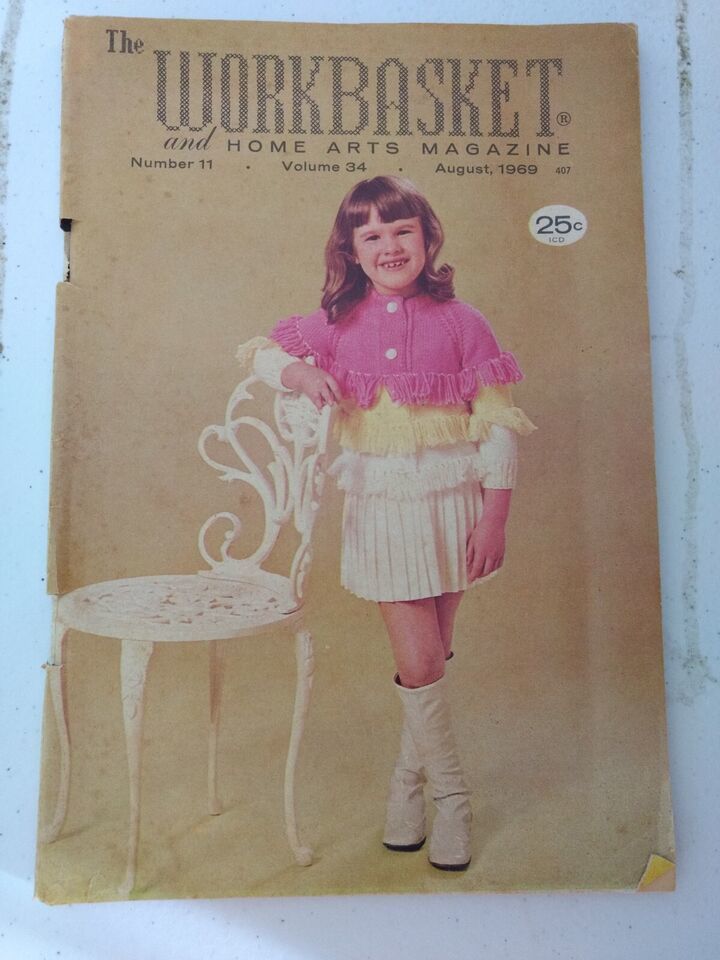 The
WORKBASKET®
and HOME ARTS MAGAZINE
Number 11 • Volume 34 • August, 1969 407
25c
ICD